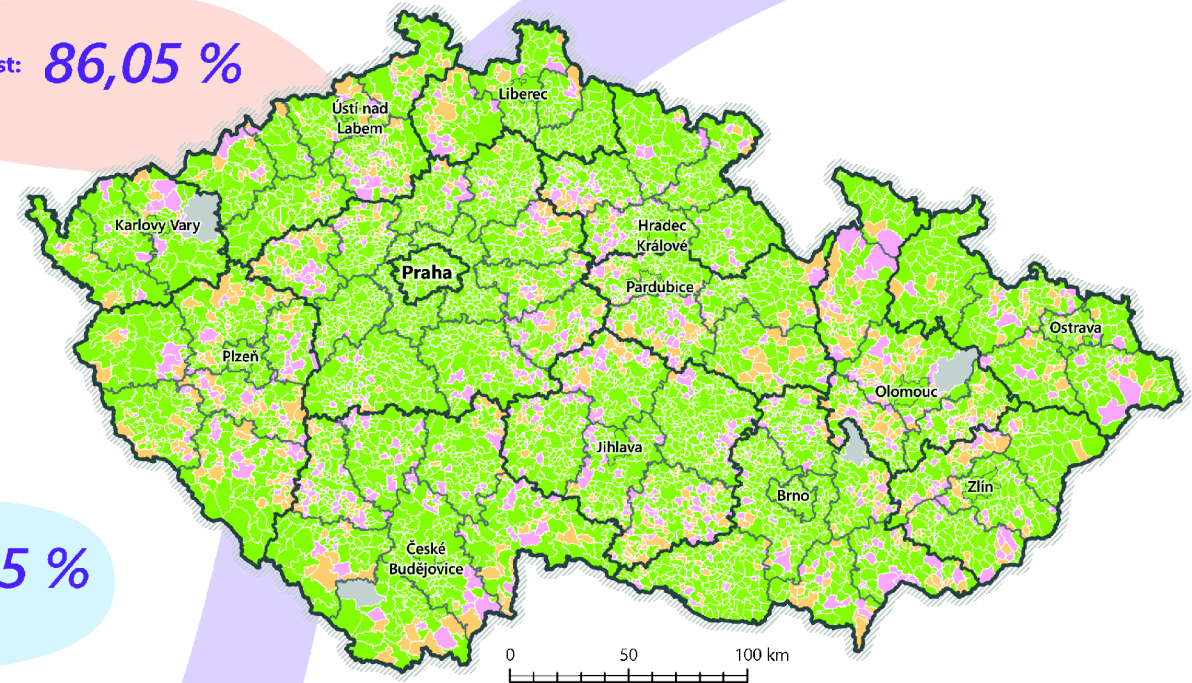 st: 86,05 %
Liberec
Ústí nad
Labem
Karlovy Vary
Hradec
Králové
Praha
Pardubice
Ostrava
Plzeň
Olomouc
Jihlava
Zlín
Brno
České
Budějovice
5 %
0 50 100 km